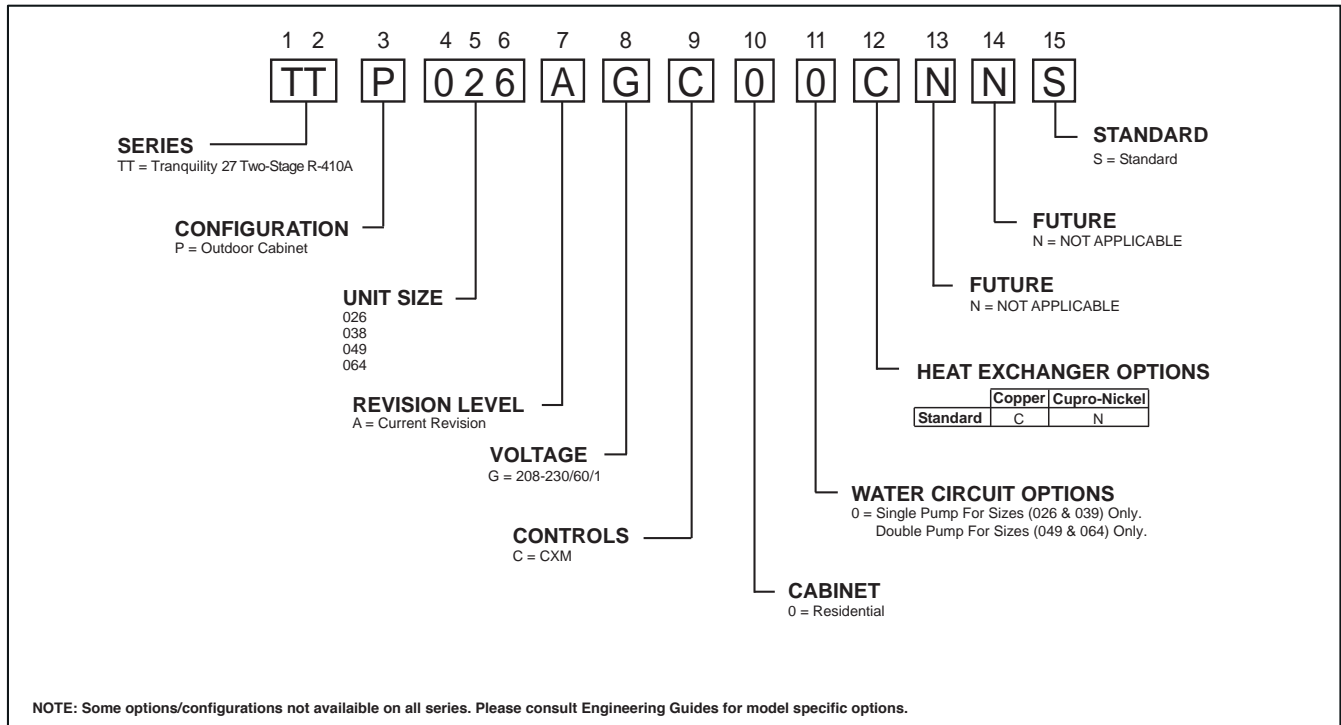 1 2 3 4 5 6 7 8 9 10 11 12 13 14 15
TT P 0 2 6 A G C 0 0 C N N S
SERIES
TT = Tranquility 27 Two-Stage R-410A
STANDARD
S = Standard
CONFIGURATION
P = Outdoor Cabinet
FUTURE
N = NOT APPLICABLE
UNIT SIZE
026
038
049
064
FUTURE
N = NOT APPLICABLE
HEAT EXCHANGER OPTIONS
Copper Cupro-Nickel
Standard C N
REVISION LEVEL
A = Current Revision
VOLTAGE
G = 208-230/60/1
WATER CIRCUIT OPTIONS
0 = Single Pump For Sizes (026 & 039) Only.
Double Pump For Sizes (049 & 064) Only.
CONTROLS
C = CXM
CABINET
0 = Residential
NOTE: Some options/configurations not availaible on all series. Please consult Engineering Guides for model specific options.